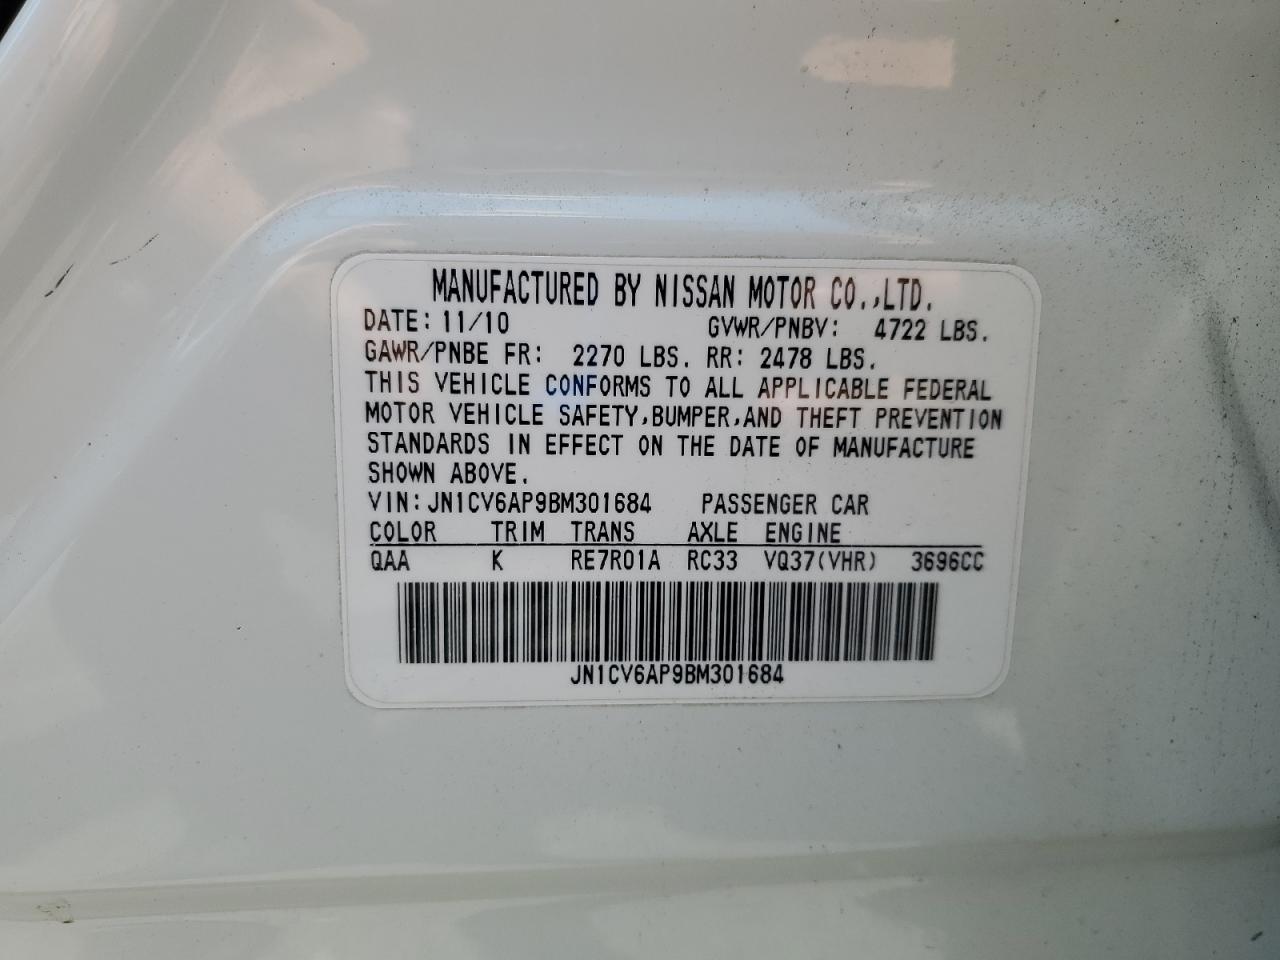 MANUFACTURED BY NISSAN MOTOR CO.,LTD.
DATE: 11/10 GVWR/PNBV: 4722 LBS.
GAWR/PNBE FR: 2270 LBS. RR: 2478 LBS.
THIS VEHICLE CONFORMS TO ALL APPLICABLE FEDERAL
MOTOR VEHICLE SAFETY,BUMPER,AND THEFT PREVENTION
STANDARDS IN EFFECT ON THE DATE OF MANUFACTURE
SHOWN ABOVE.
VIN:JN1CV6AP9BM301684 PASSENGER CAR
COLOR TRIM TRANS AXLE ENGINE
QAA K RE7R01A RC33 VQ37(VHR) 3696CC
JN1CV6AP9BM301684